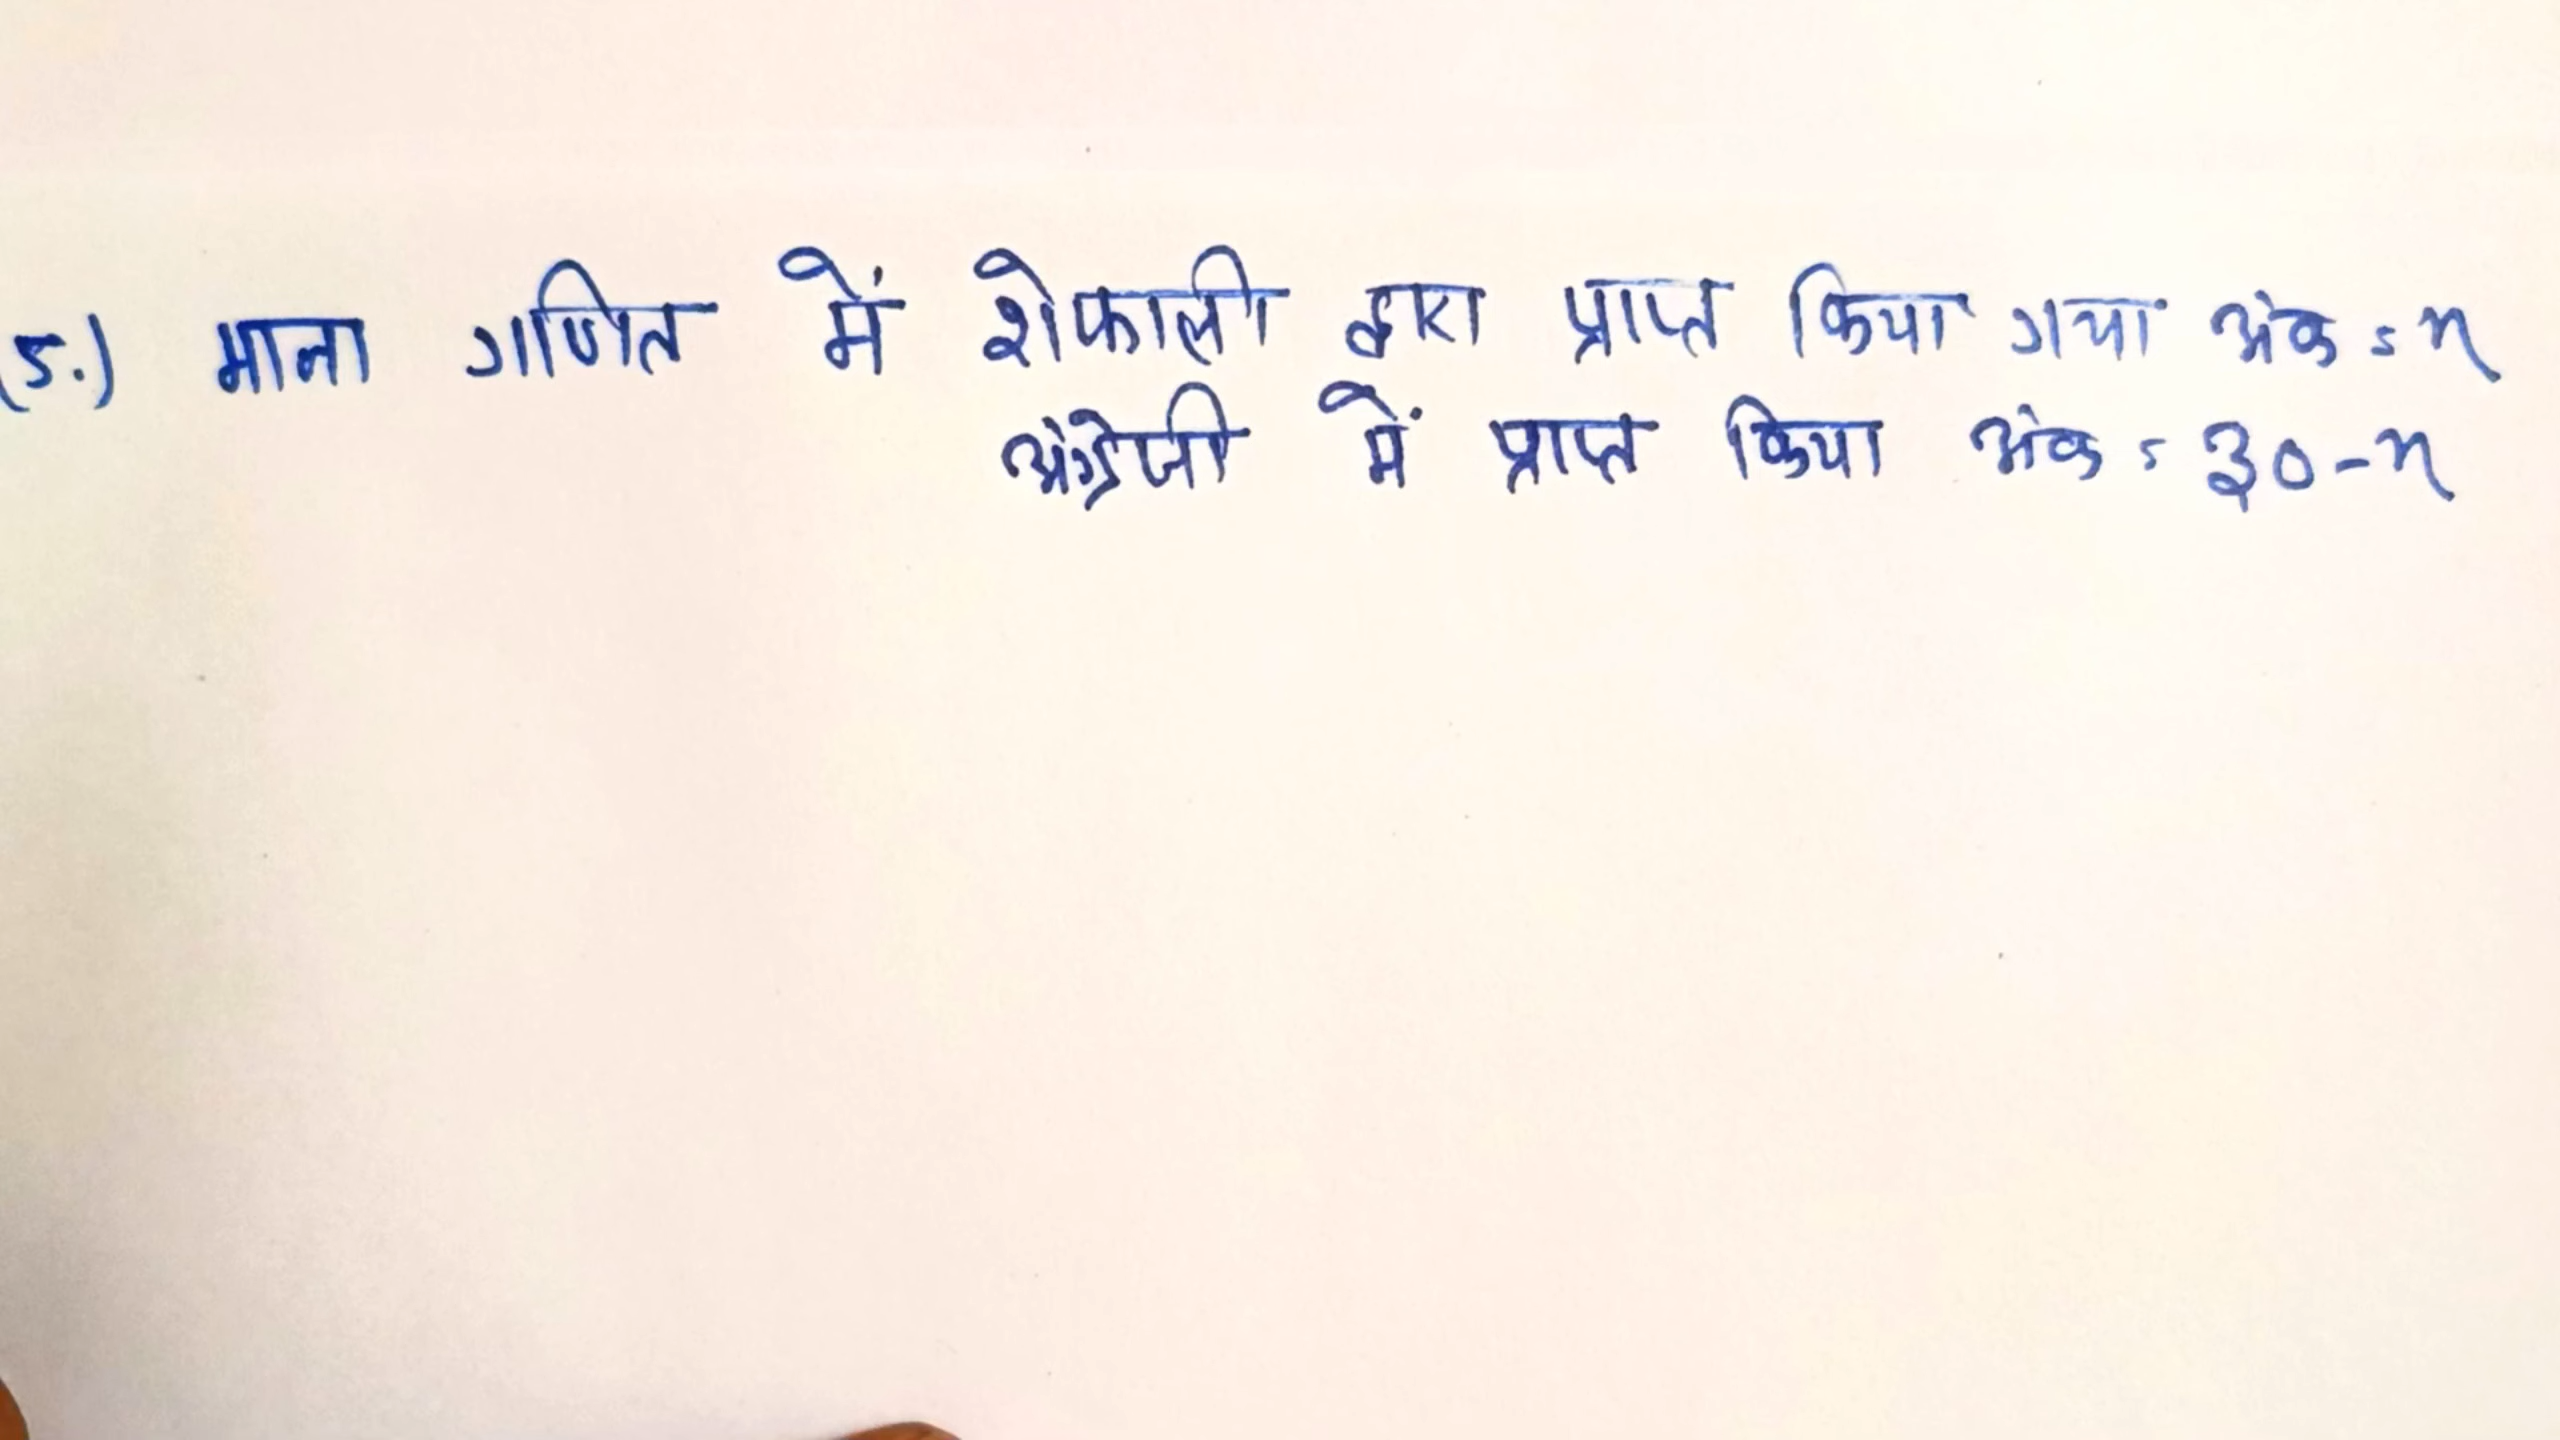 (5.) माना गणित में शेफाली द्वारा प्राप्त किया गया अंक = x
अंग्रेजी में प्राप्त किया अंक = 30-x